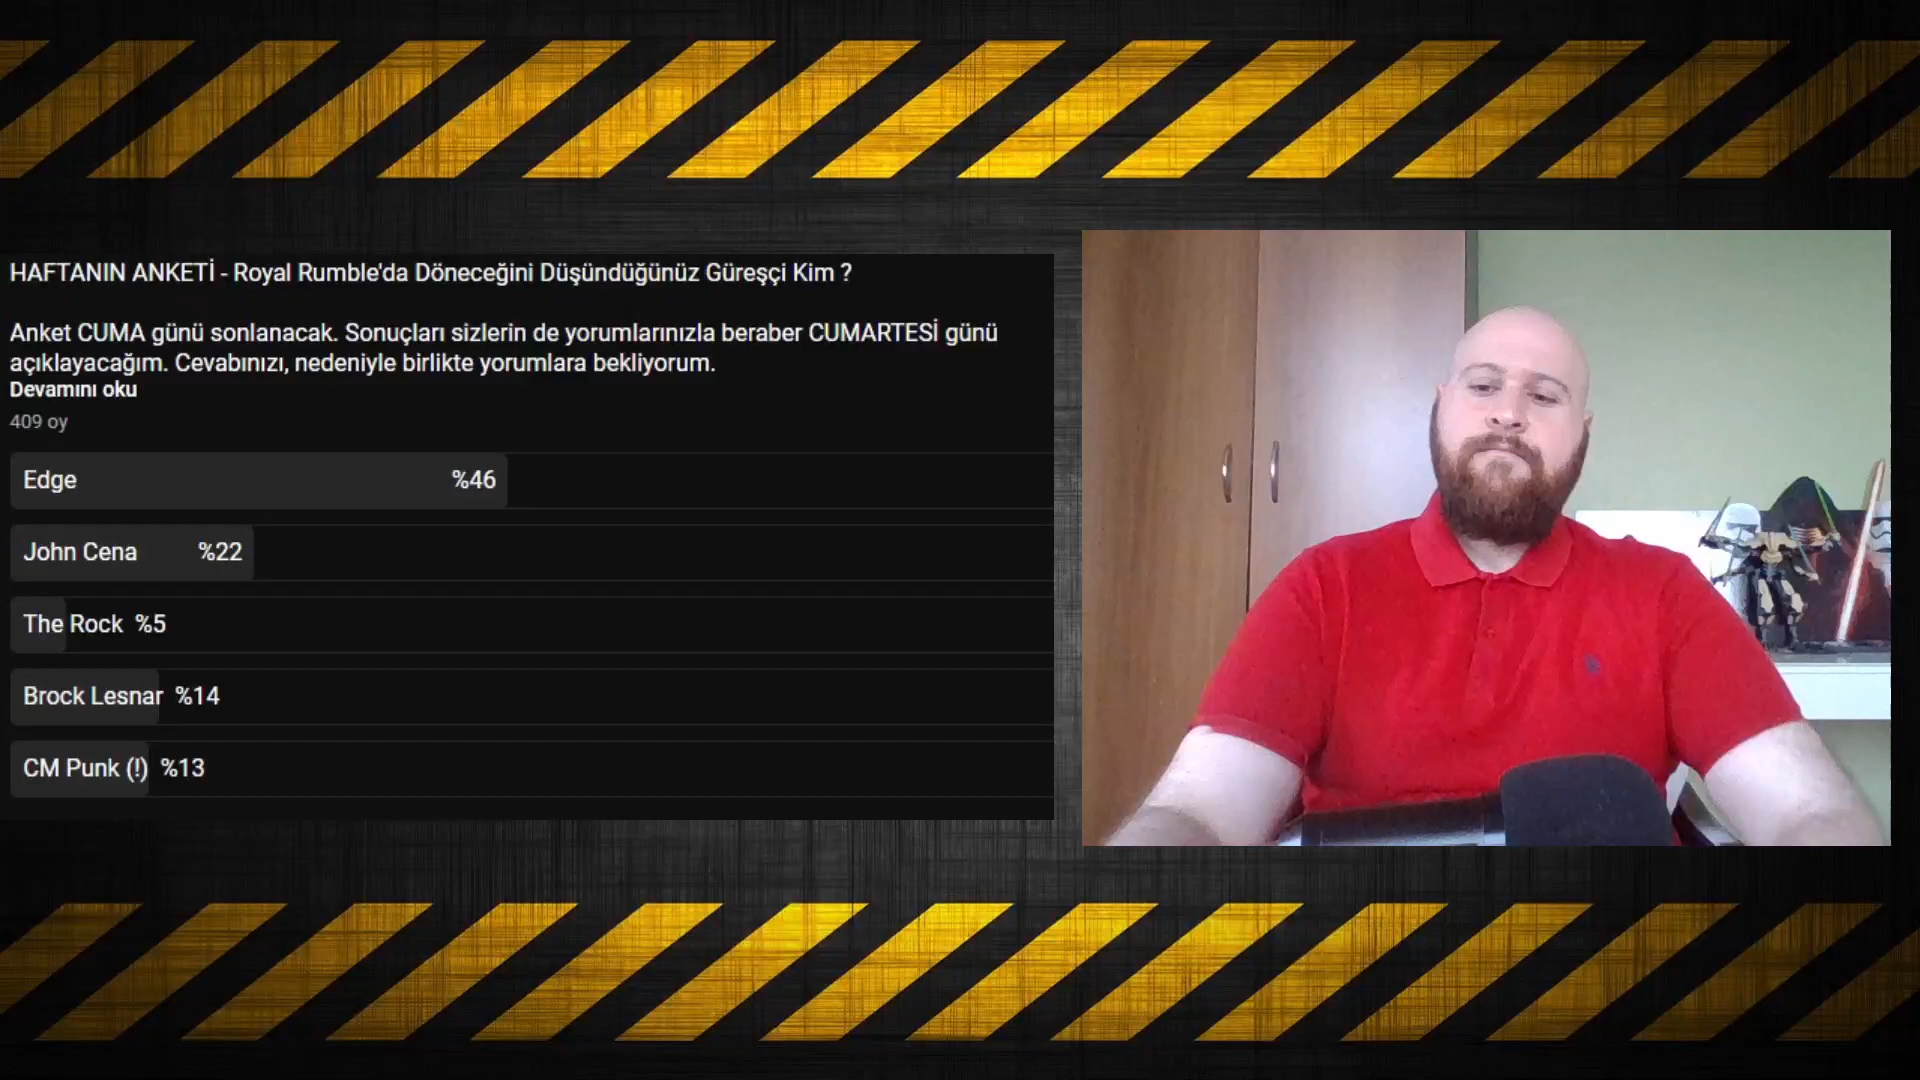 HAFTANIN ANKETİ - Royal Rumble'da Döneceğini Düşündüğünüz Güreşçi Kim ?
Anket CUMA günü sonlanacak. Sonuçları sizlerin de yorumlarınızla beraber CUMARTESİ günü
açıklayacağım. Cevabınızı, nedeniyle birlikte yorumlara bekliyorum.
Devamını oku
409 oy
Edge %46
John Cena %22
The Rock %5
Brock Lesnar %14
CM Punk (!) %13